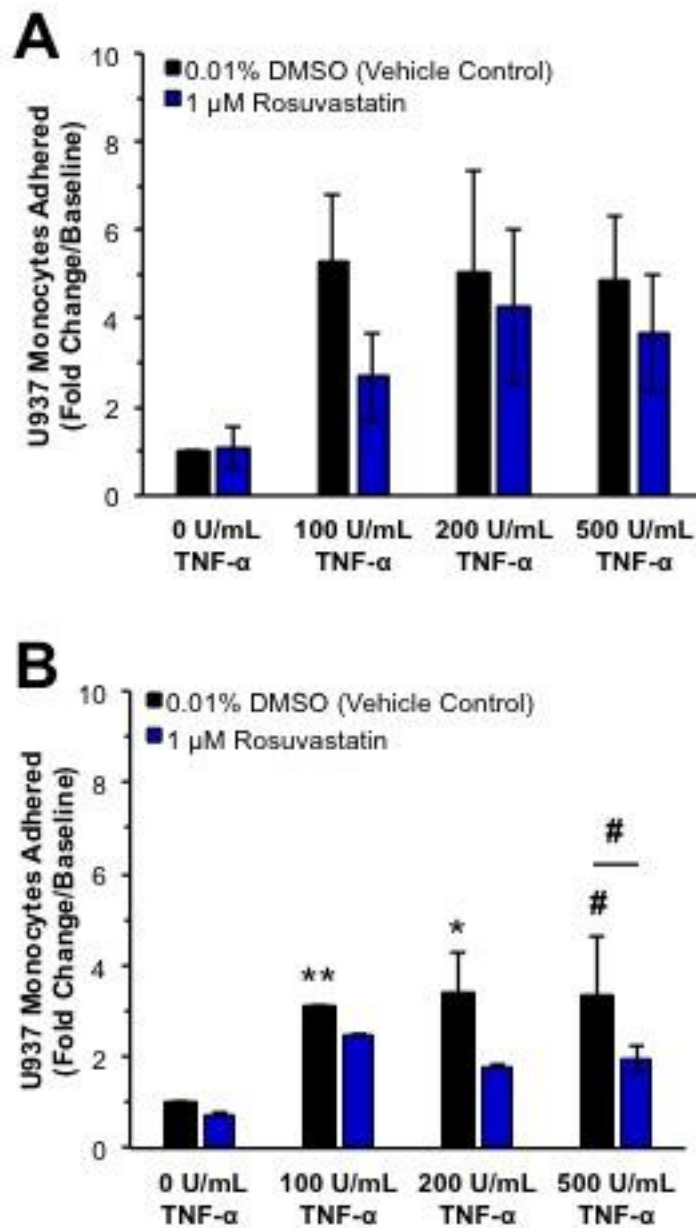 A
10
8
6
4
2
0
U937 Monocytes Adhered
(Fold Change/Baseline)
0.01% DMSO (Vehicle Control)
1 µM Rosuvastatin
0 U/mL
TNF-α
100 U/mL
TNF-α
200 U/mL
TNF-α
500 U/mL
TNF-α
B
10
8
6
4
2
0
U937 Monocytes Adhered
(Fold Change/Baseline)
0.01% DMSO (Vehicle Control)
1 µM Rosuvastatin
**
*
#
#
0 U/mL
TNF-α
100 U/mL
TNF-α
200 U/mL
TNF-α
500 U/mL
TNF-α